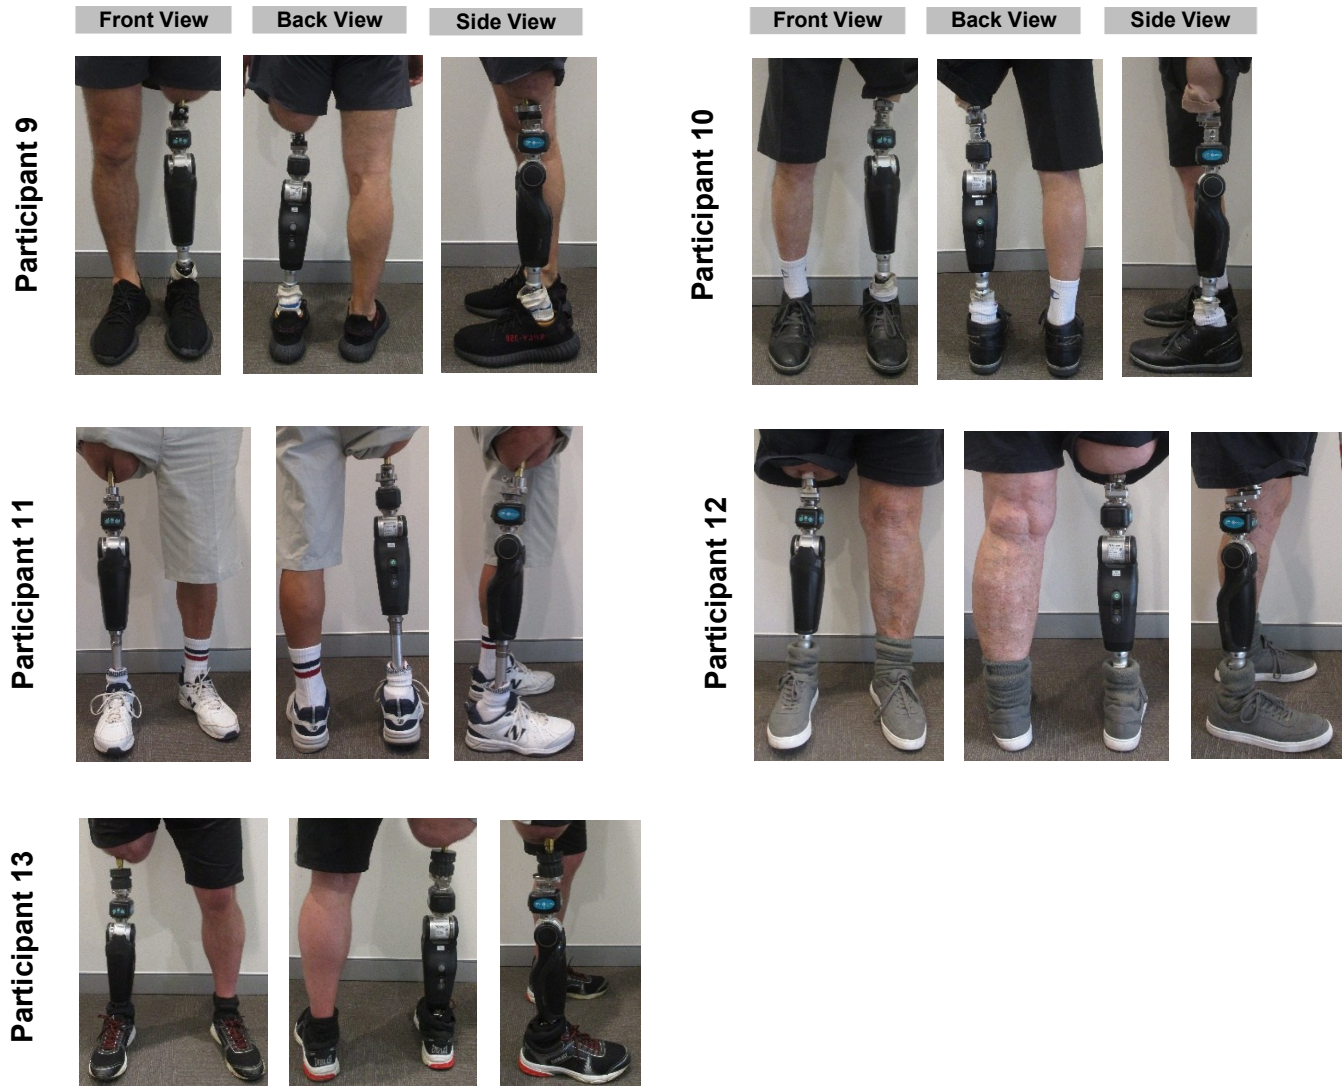 Front View Back View Side View
Front View Back View Side View
Participant 9
Participant 10
Participant 11
Participant 12
Participant 13